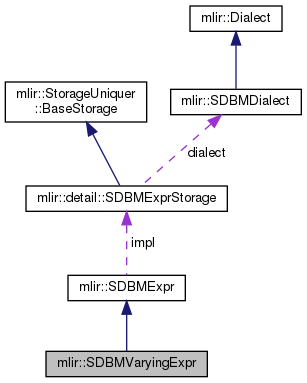 mlir::Dialect
mlir::StorageUniquer
::BaseStorage
mlir::SDBMDialect
dialect
mlir::detail::SDBMExprStorage
impl
mlir::SDBMExpr
mlir::SDBMVaryingExpr